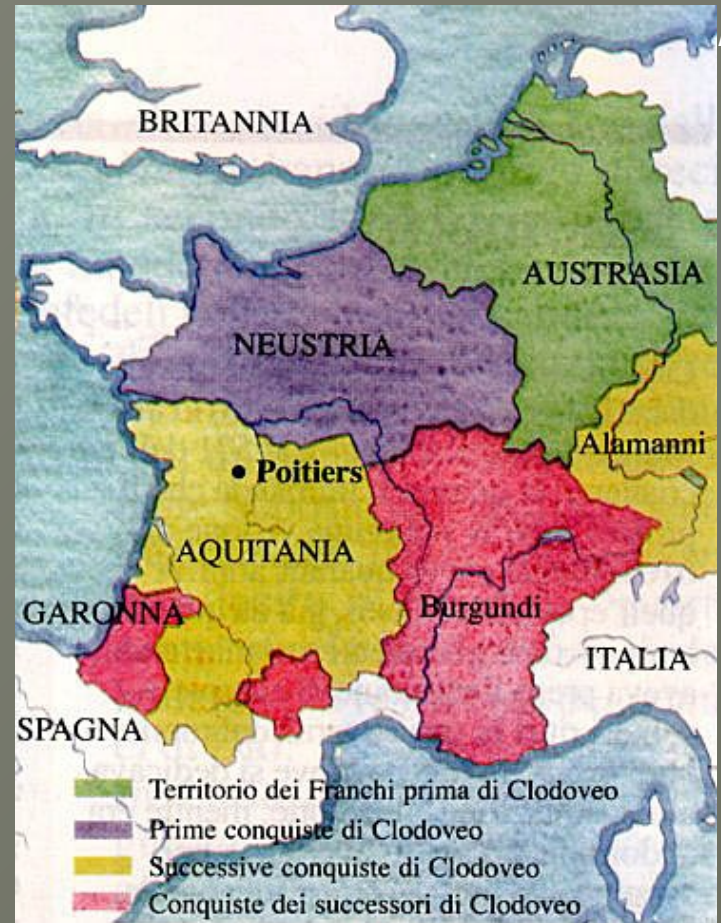 BRITANNIA
AUSTRASIA
NEUSTRIA
Alamanni
Poitiers
AQUITANIA
GARONNA
Burgundi
ITALIA
SPAGNA
Territorio dei Franchi prima di Clodoveo
Prime conquiste di Clodoveo
Successive conquiste di Clodoveo
Conquiste dei successori di Clodoveo